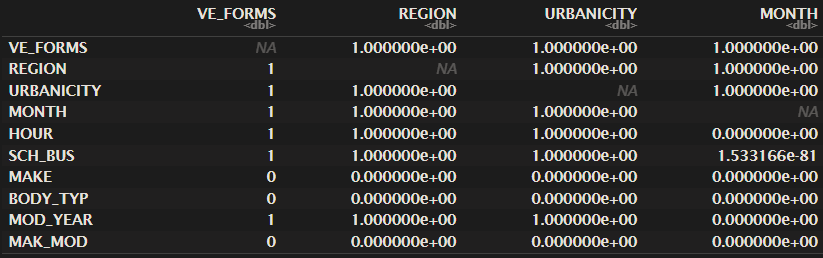 VE_FORMS REGION URBANICITY MONTH
<dbl> <dbl> <dbl> <dbl>
VE_FORMS NA 1.000000e+00 1.000000e+00 1.000000e+00
REGION 1 NA 1.000000e+00 1.000000e+00
URBANICITY 1 1.000000e+00 NA 1.000000e+00
MONTH 1 1.000000e+00 1.000000e+00 NA
HOUR 1 1.000000e+00 1.000000e+00 0.000000e+00
SCH_BUS 1 1.000000e+00 1.000000e+00 1.533166e-81
MAKE 0 0.000000e+00 0.000000e+00 0.000000e+00
BODY_TYP 0 0.000000e+00 0.000000e+00 0.000000e+00
MOD_YEAR 1 1.000000e+00 1.000000e+00 0.000000e+00
MAK_MOD 0 0.000000e+00 0.000000e+00 0.000000e+00